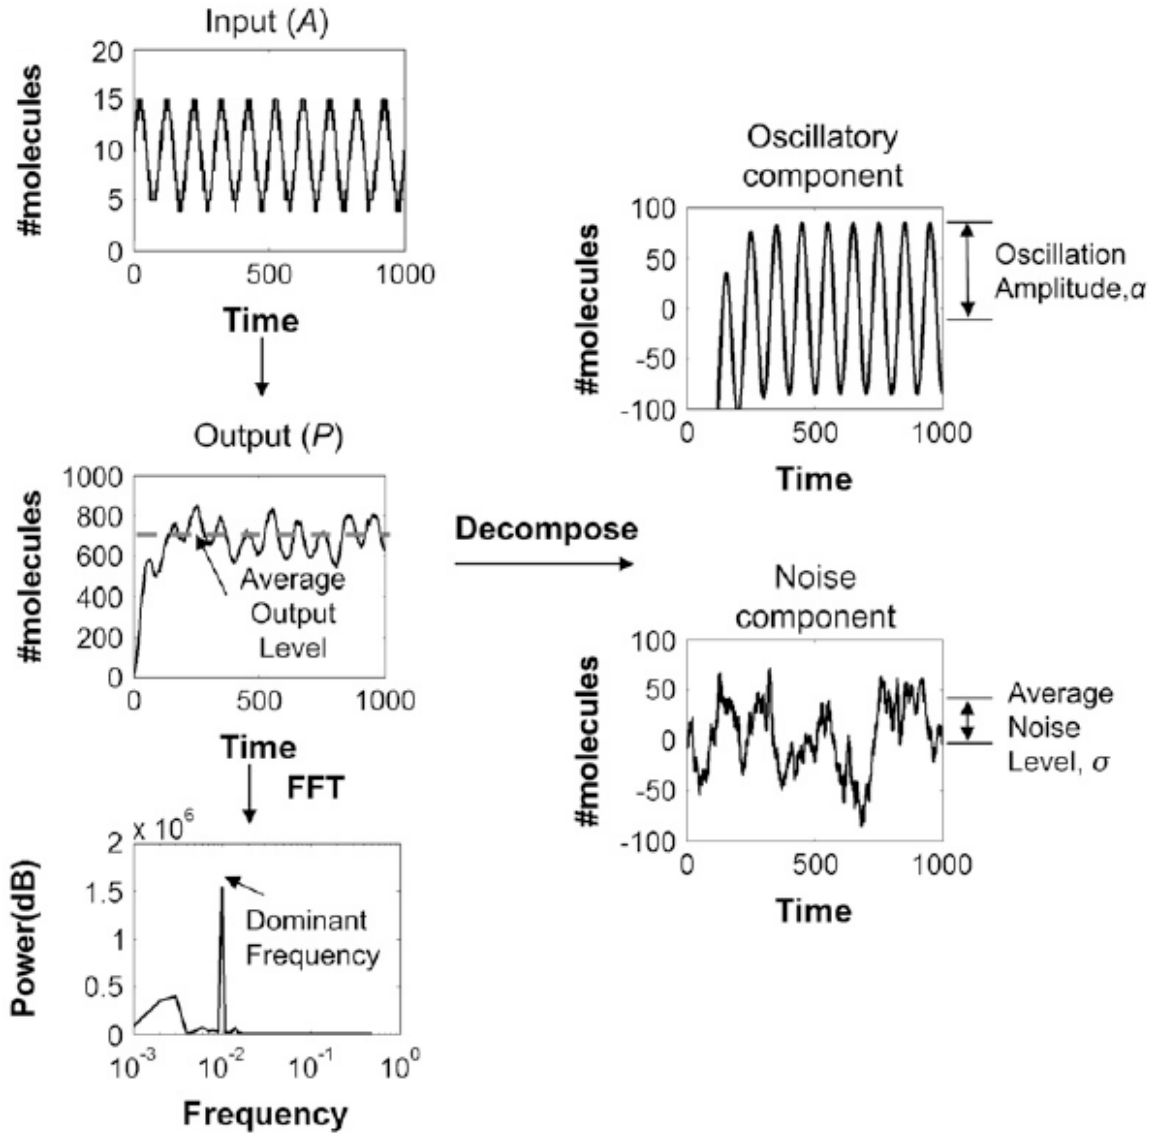 Input (A)
#molecules
20
15
10
5
0
0 500 1000
Time
Output (P)
#molecules
1000
800
600
400
200
0
Average
Output
Level
0 500 1000
Time
FFT
x 10^6
Power(dB)
2
1.5
1
0.5
0
Dominant
Frequency
10^-3 10^-2 10^-1 10^0
Frequency
Decompose
Oscillatory
component
#molecules
100
50
0
-50
-100
Oscillation
Amplitude,α
0 500 1000
Time
Noise
component
#molecules
100
50
0
-50
-100
Average
Noise
Level, σ
0 500 1000
Time